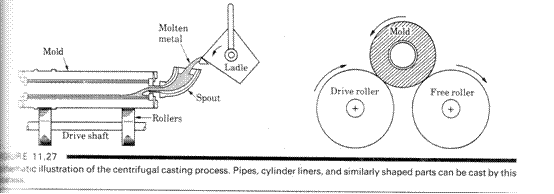 Molten
metal
Mold
Ladle
Spout
Rollers
Drive shaft
Mold
Drive roller
Free roller
11.27
illustration of the centrifugal casting process. Pipes, cylinder liners, and similarly shaped parts can be cast by this